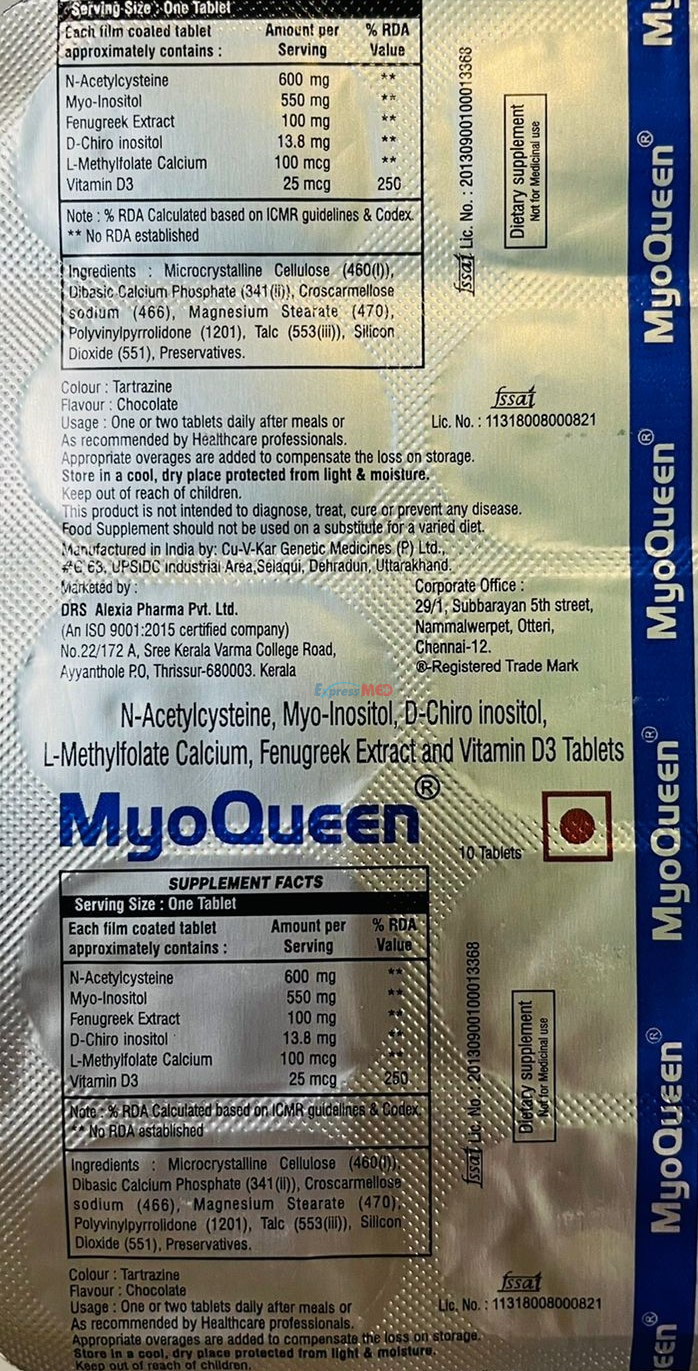 Serving Size : One Tablet
Each film coated tablet Amount per % RDA
approximately contains : Serving Value
N-Acetylcysteine 600 mg **
Myo-Inositol 550 mg **
Fenugreek Extract 100 mg **
D-Chiro inositol 13.8 mg **
L-Methylfolate Calcium 100 mcg **
Vitamin D3 25 mcg 250
Note : % RDA Calculated based on ICMR guidelines & Codex.
** No RDA established
Ingredients : Microcrystalline Cellulose (460(I)),
Dibasic Calcium Phosphate (341(ii)), Croscarmellose
sodium (466), Magnesium Stearate (470),
Polyvinylpyrrolidone (1201), Talc (553(iii)), Silicon
Dioxide (551), Preservatives.
fssai Lic. No. : 20130900100013368
Dietary supplement
Not for Medicinal use
Colour : Tartrazine
Flavour : Chocolate
Usage : One or two tablets daily after meals or
As recommended by Healthcare professionals.
fssai
Lic. No. : 11318008000821
Appropriate overages are added to compensate the loss on storage.
Store in a cool, dry place protected from light & moisture.
Keep out of reach of children.
This product is not intended to diagnose, treat, cure or prevent any disease.
Food Supplement should not be used on a substitute for a varied diet.
Manufactured in India by: Cu-V-Kar Genetic Medicines (P) Ltd.,
#C 63, UPSIDC Industrial Area,Selaqui, Dehradun, Uttarakhand.
Marketed by :
DRS Alexia Pharma Pvt. Ltd.
(An ISO 9001:2015 certified company)
No.22/172 A, Sree Kerala Varma College Road,
Ayyanthole P.O, Thrissur-680003. Kerala
Corporate Office :
29/1, Subbarayan 5th street,
Nammalwerpet, Otteri,
Chennai-12.
®-Registered Trade Mark
ExpressMED
N-Acetylcysteine, Myo-Inositol, D-Chiro inositol,
L-Methylfolate Calcium, Fenugreek Extract and Vitamin D3 Tablets
MyoQueen®
10 Tablets
SUPPLEMENT FACTS
Serving Size : One Tablet
Each film coated tablet Amount per % RDA
approximately contains : Serving Value
N-Acetylcysteine 600 mg **
Myo-Inositol 550 mg **
Fenugreek Extract 100 mg **
D-Chiro inositol 13.8 mg **
L-Methylfolate Calcium 100 mcg **
Vitamin D3 25 mcg 250
Note : % RDA Calculated based on ICMR guidelines & Codex.
** No RDA established
Ingredients : Microcrystalline Cellulose (460(I)),
Dibasic Calcium Phosphate (341(ii)), Croscarmellose
sodium (466), Magnesium Stearate (470),
Polyvinylpyrrolidone (1201), Talc (553(iii)), Silicon
Dioxide (551), Preservatives.
fssai Lic. No. : 20130900100013368
Dietary supplement
Not for Medicinal use
Colour : Tartrazine
Flavour : Chocolate
Usage : One or two tablets daily after meals or
As recommended by Healthcare professionals.
fssai
Lic. No. : 11318008000821
Appropriate overages are added to compensate the loss on storage.
Store in a cool, dry place protected from light & moisture.
Keep out of reach of children.
My
MyoQueen®
MyoQueen®
MyoQueen®
MyoQueen®
een®